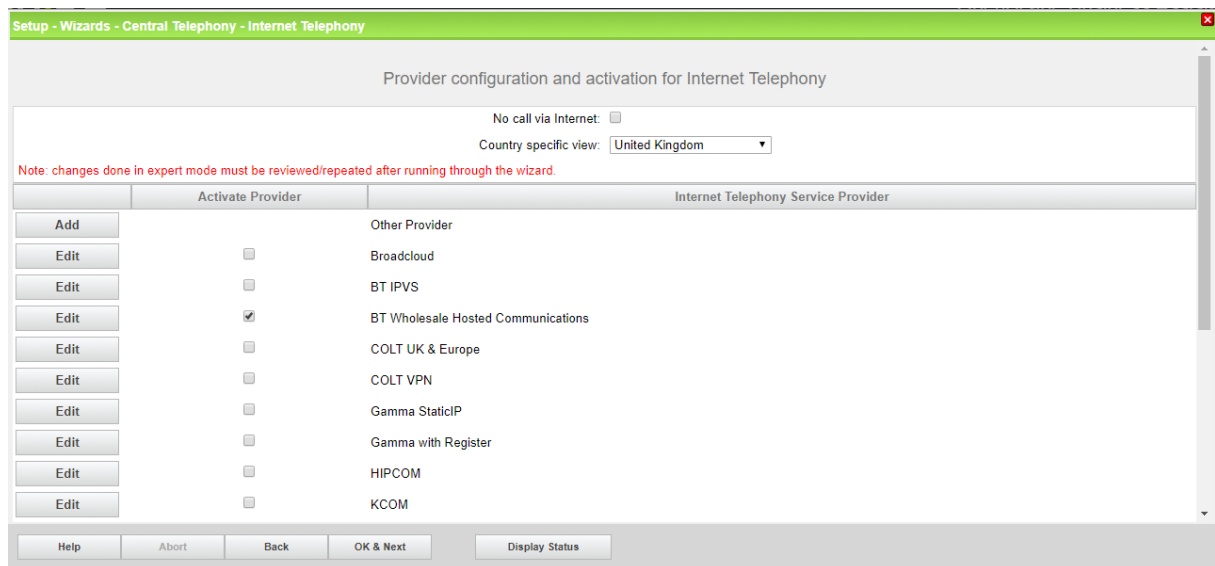 Setup - Wizards - Central Telephony - Internet Telephony
Provider configuration and activation for Internet Telephony
No call via Internet:
Country specific view: United Kingdom
Note: changes done in expert mode must be reviewed/repeated after running through the wizard.
Activate Provider Internet Telephony Service Provider
Add Other Provider
Edit Broadcloud
Edit BT IPVS
Edit BT Wholesale Hosted Communications
Edit COLT UK & Europe
Edit COLT VPN
Edit Gamma StaticIP
Edit Gamma with Register
Edit HIPCOM
Edit KCOM
Help Abort Back OK & Next Display Status